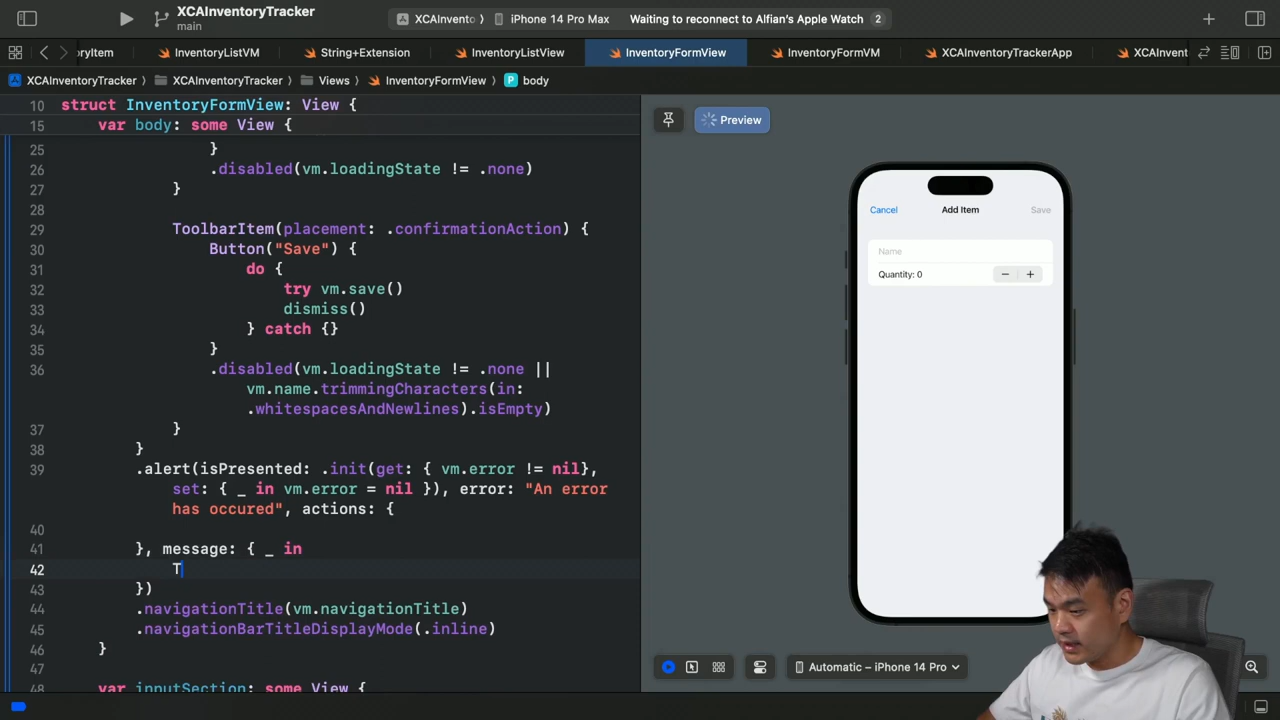 XCAInventoryTracker
main
XCAInvento
iPhone 14 Pro Max
Waiting to reconnect to Alfian's Apple Watch
2
ryItem
InventoryListVM
String+Extension
InventoryListView
InventoryFormView
InventoryFormVM
XCAInventoryTrackerApp
XCAInvent
XCAInventoryTracker
XCAInventoryTracker
Views
InventoryFormView
P body
10 struct InventoryFormView: View {
15 var body: some View {
25 }
26 .disabled(vm.loadingState != .none)
27 }
28
29 ToolbarItem(placement: .confirmationAction) {
30 Button("Save") {
31 do {
32 try vm.save()
33 dismiss()
34 } catch {}
35 }
36 .disabled(vm.loadingState != .none ||
vm.name.trimmingCharacters(in:
.whitespacesAndNewlines).isEmpty)
37 }
38 }
39 .alert(isPresented: .init(get: { vm.error != nil},
set: { _ in vm.error = nil }), error: "An error
has occured", actions: {
40
41 }, message: { _ in
42 T
43 })
44 .navigationTitle(vm.navigationTitle)
45 .navigationBarTitleDisplayMode(.inline)
46 }
47
48 var inputSection: some View {
Preview
Cancel
Add Item
Save
Name
Quantity: 0
Automatic – iPhone 14 Pro